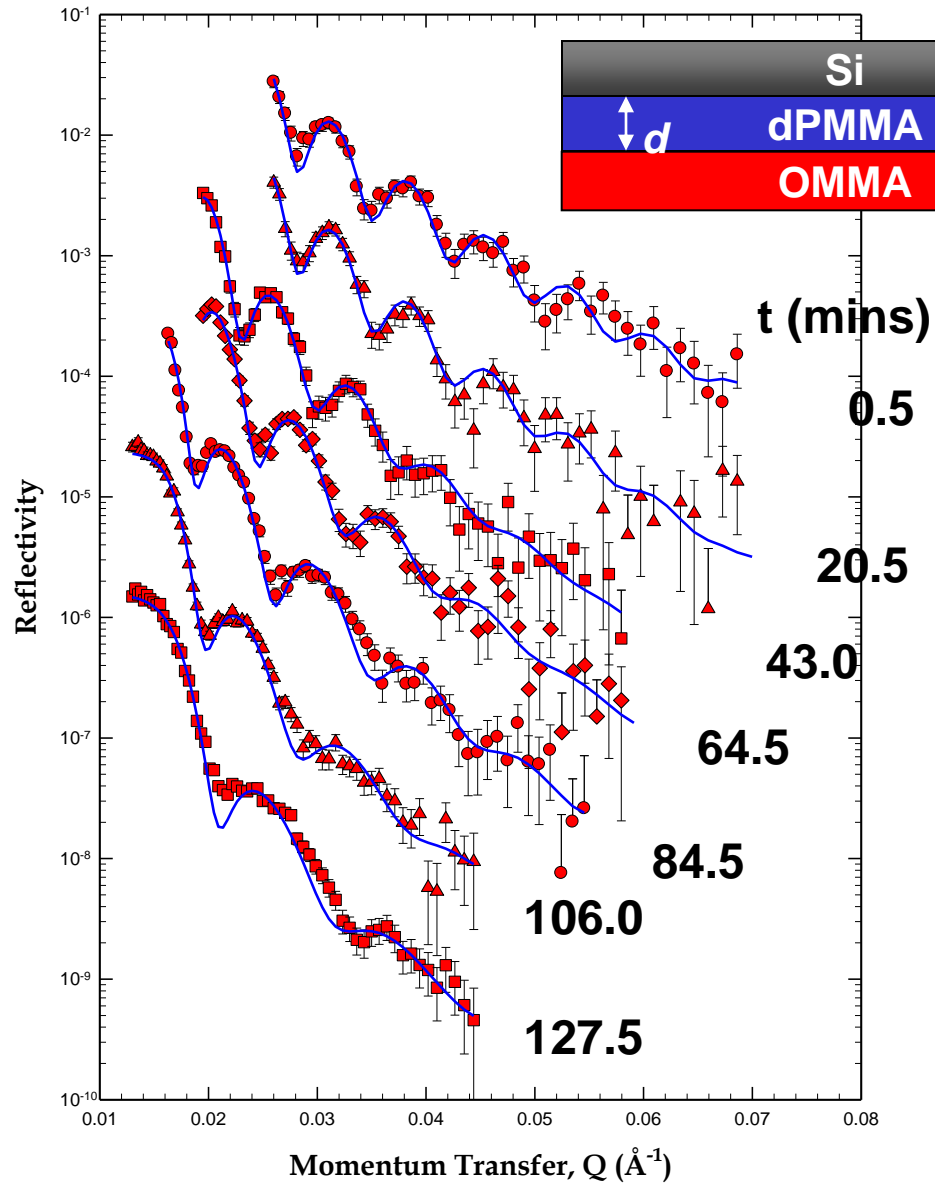 10⁻¹
10⁻²
10⁻³
10⁻⁴
10⁻⁵
10⁻⁶
10⁻⁷
10⁻⁸
10⁻⁹
10⁻¹⁰
Reflectivity
Si
dPMMA
d
OMMA
t (mins)
0.5
20.5
43.0
64.5
84.5
106.0
127.5
0.01 0.02 0.03 0.04 0.05 0.06 0.07 0.08
Momentum Transfer, Q (Å⁻¹)